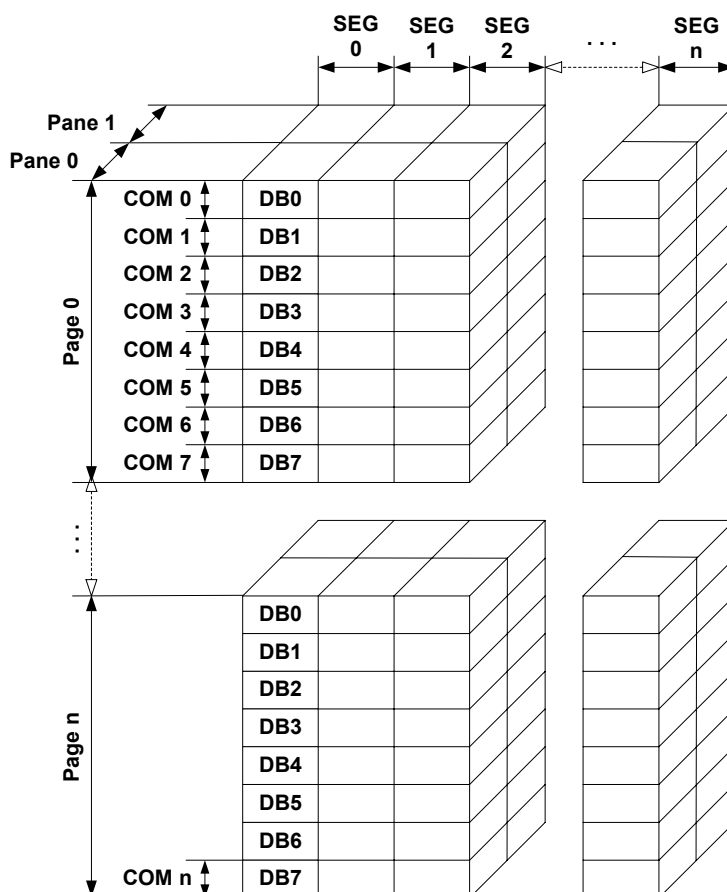 SEG 0
SEG 1
SEG 2
. . .
SEG n
Pane 1
Pane 0
Page 0
COM 0 DB0
COM 1 DB1
COM 2 DB2
COM 3 DB3
COM 4 DB4
COM 5 DB5
COM 6 DB6
COM 7 DB7
. . .
Page n
DB0
DB1
DB2
DB3
DB4
DB5
DB6
COM n DB7